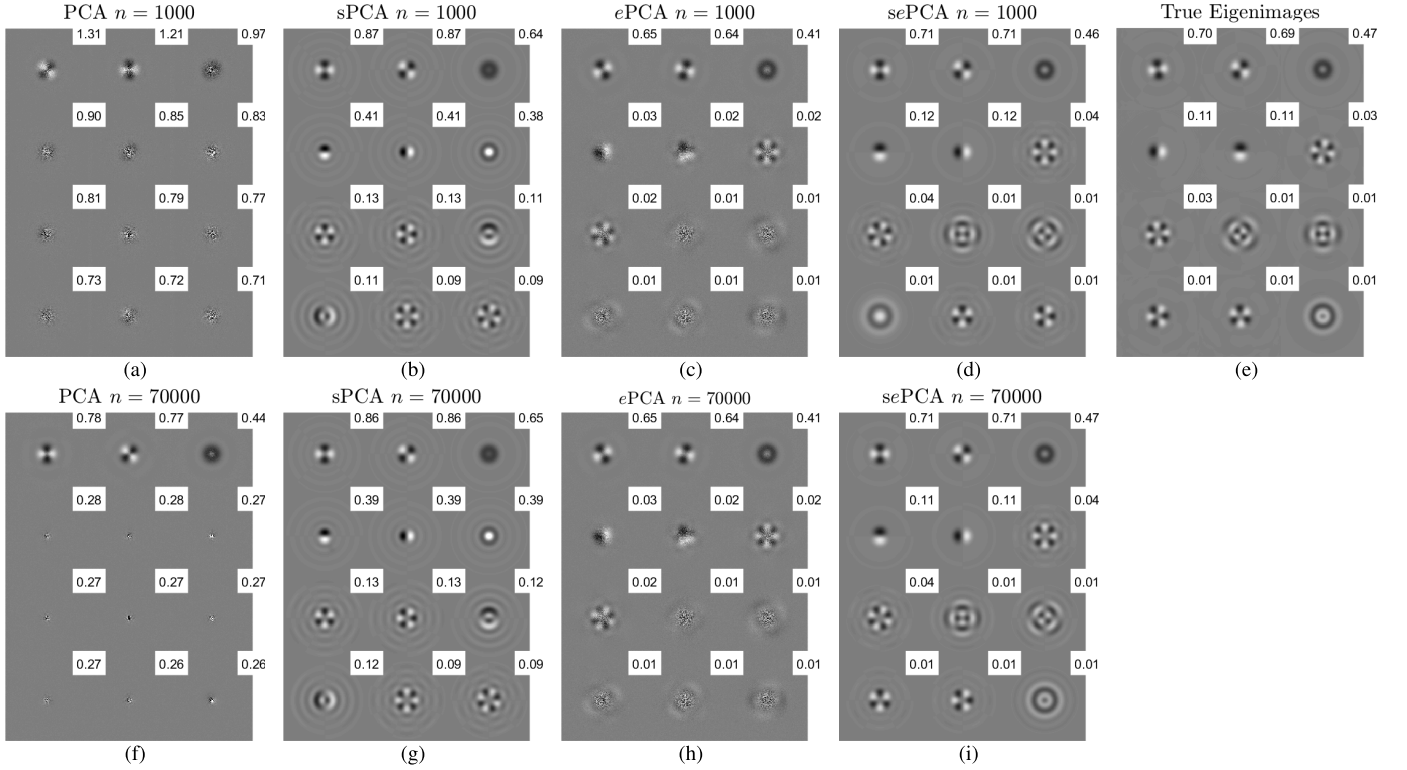 PCA n = 1000
sPCA n = 1000
ePCA n = 1000
sePCA n = 1000
True Eigenimages
1.31 1.21 0.97
0.87 0.87 0.64
0.65 0.64 0.41
0.71 0.71 0.46
0.70 0.69 0.47
0.90 0.85 0.83
0.41 0.41 0.38
0.03 0.02 0.02
0.12 0.12 0.04
0.11 0.11 0.03
0.81 0.79 0.77
0.13 0.13 0.11
0.02 0.01 0.01
0.04 0.01 0.01
0.03 0.01 0.01
0.73 0.72 0.71
0.11 0.09 0.09
0.01 0.01 0.01
0.01 0.01 0.01
0.01 0.01 0.01
(a)
(b)
(c)
(d)
(e)
PCA n = 70000
sPCA n = 70000
ePCA n = 70000
sePCA n = 70000
0.78 0.77 0.44
0.86 0.86 0.65
0.65 0.64 0.41
0.71 0.71 0.47
0.28 0.28 0.27
0.39 0.39 0.39
0.03 0.02 0.02
0.11 0.11 0.04
0.27 0.27 0.27
0.13 0.13 0.12
0.02 0.01 0.01
0.04 0.01 0.01
0.27 0.26 0.26
0.12 0.09 0.09
0.01 0.01 0.01
0.01 0.01 0.01
(f)
(g)
(h)
(i)